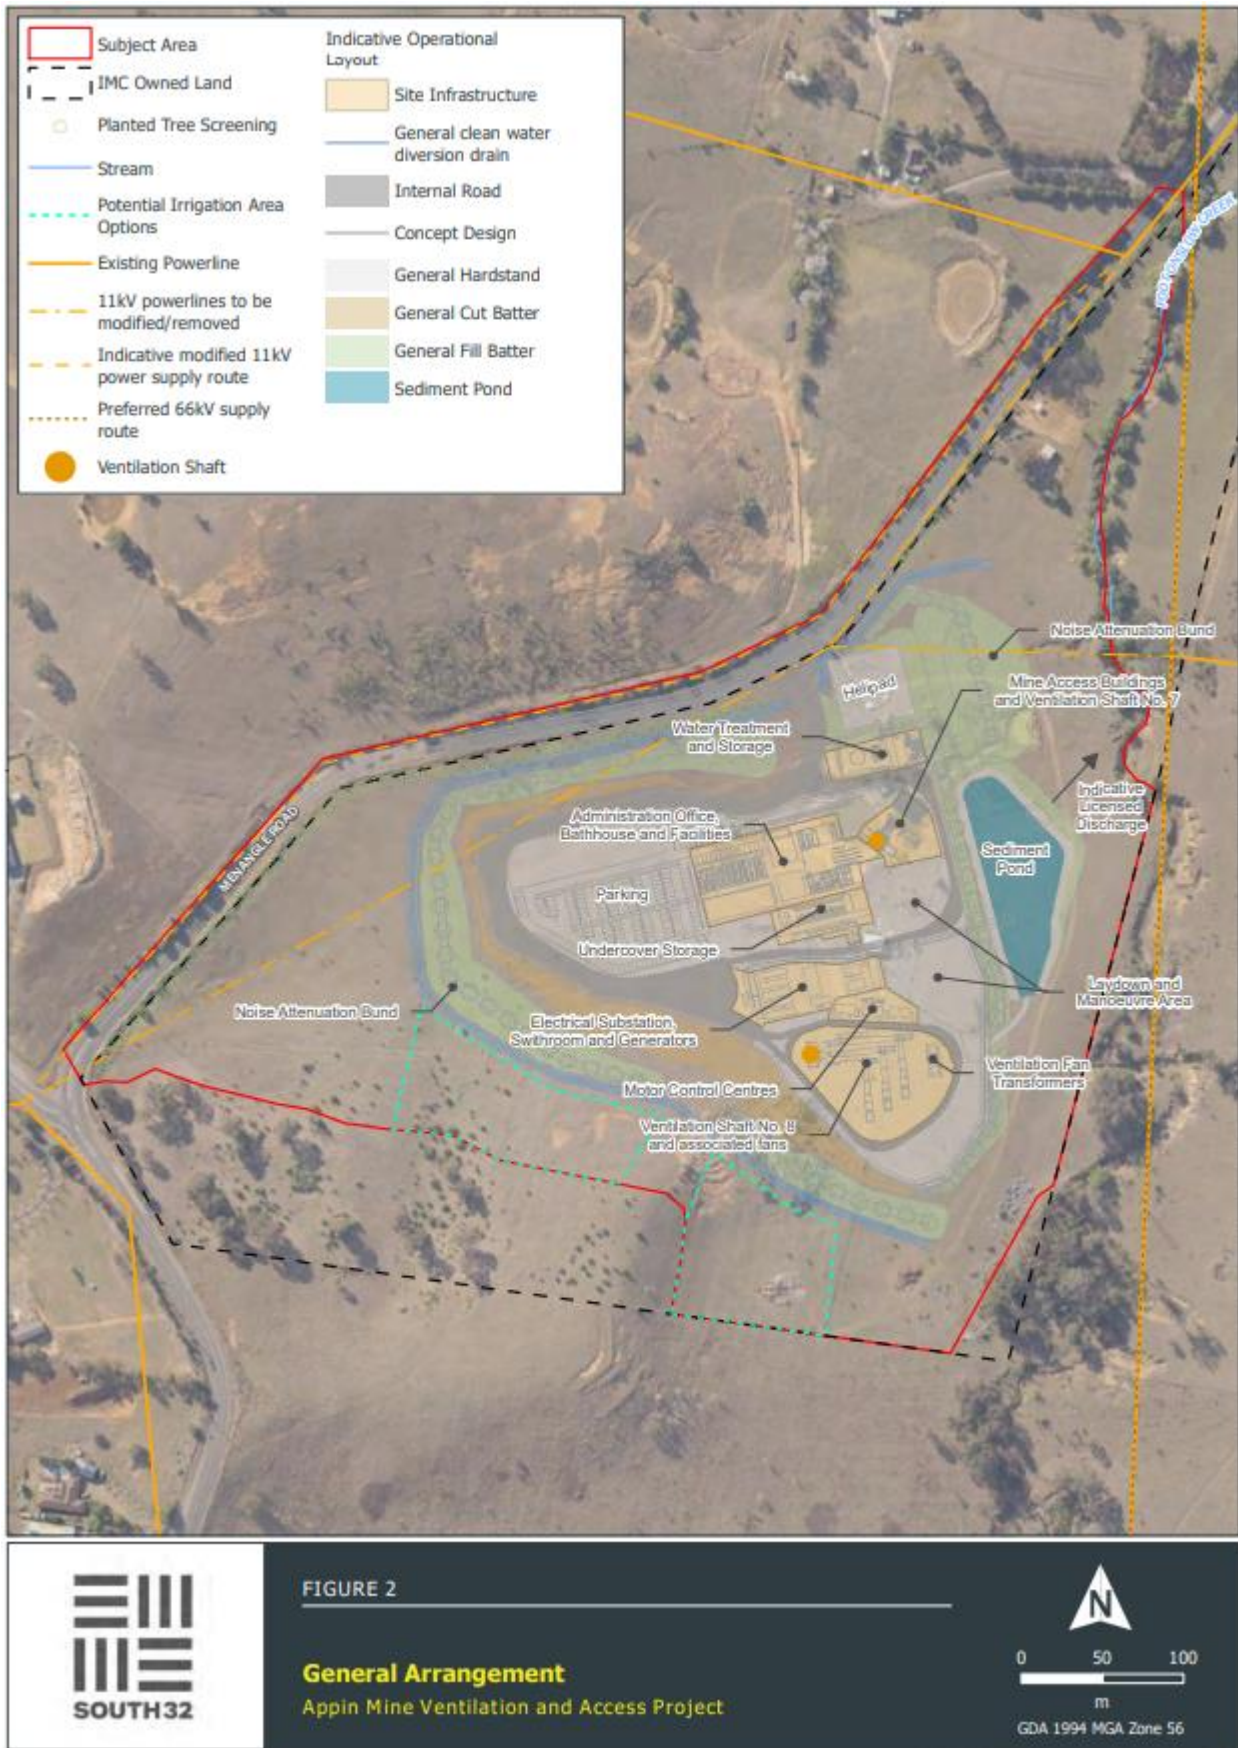 Subject Area
IMC Owned Land
Planted Tree Screening
Stream
Potential Irrigation Area
Options
Existing Powerline
11kV powerlines to be
modified/removed
Indicative modified 11kV
power supply route
Preferred 66kV supply
route
Ventilation Shaft
Indicative Operational
Layout
Site Infrastructure
General clean water
diversion drain
Internal Road
Concept Design
General Hardstand
General Cut Batter
General Fill Batter
Sediment Pond
FOOT ONSLOW CREEK
Noise Attenuation Bund
Helipad
Mine Access Buildings
and Ventilation Shaft No. 7
Water Treatment
and Storage
Indicative
Licensed
Discharge
Administration Office,
Bathhouse and Facilities
MENANGLE ROAD
Sediment
Pond
Parking
Undercover Storage
Laydown and
Manoeuvre Area
Noise Attenuation Bund
Electrical Substation,
Swithroom and Generators
Ventilation Fan
Transformers
Motor Control Centres
Ventilation Shaft No. 8
and associated fans
SOUTH32
FIGURE 2
General Arrangement
Appin Mine Ventilation and Access Project
N
0 50 100
m
GDA 1994 MGA Zone 56